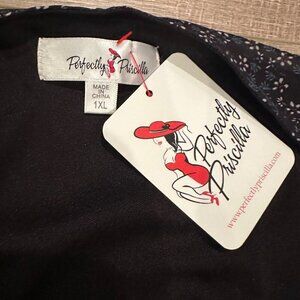 Perfectly Priscilla
MADE IN
CHINA
1XL
Perfectly
Priscilla
www.perfectlypriscilla.com